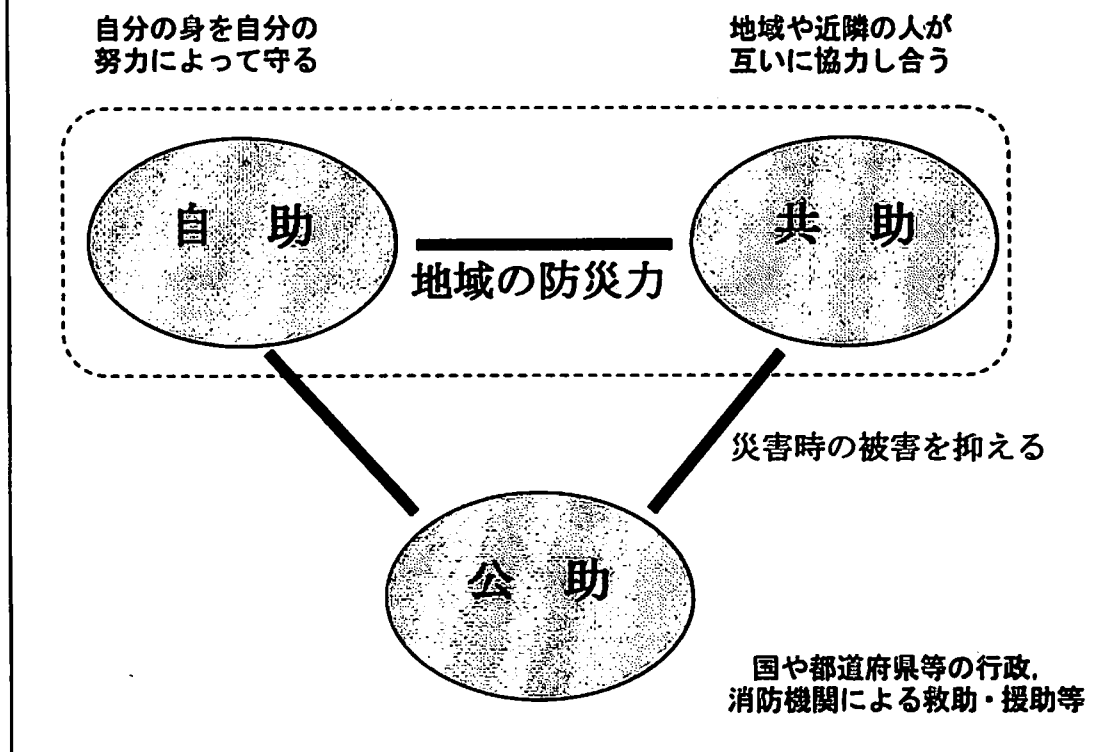 自分の身を自分の
努力によって守る
地域や近隣の人が
互いに協力し合う
自 助
共 助
地域の防災力
災害時の被害を抑える
公 助
国や都道府県等の行政,
消防機関による救助・援助等